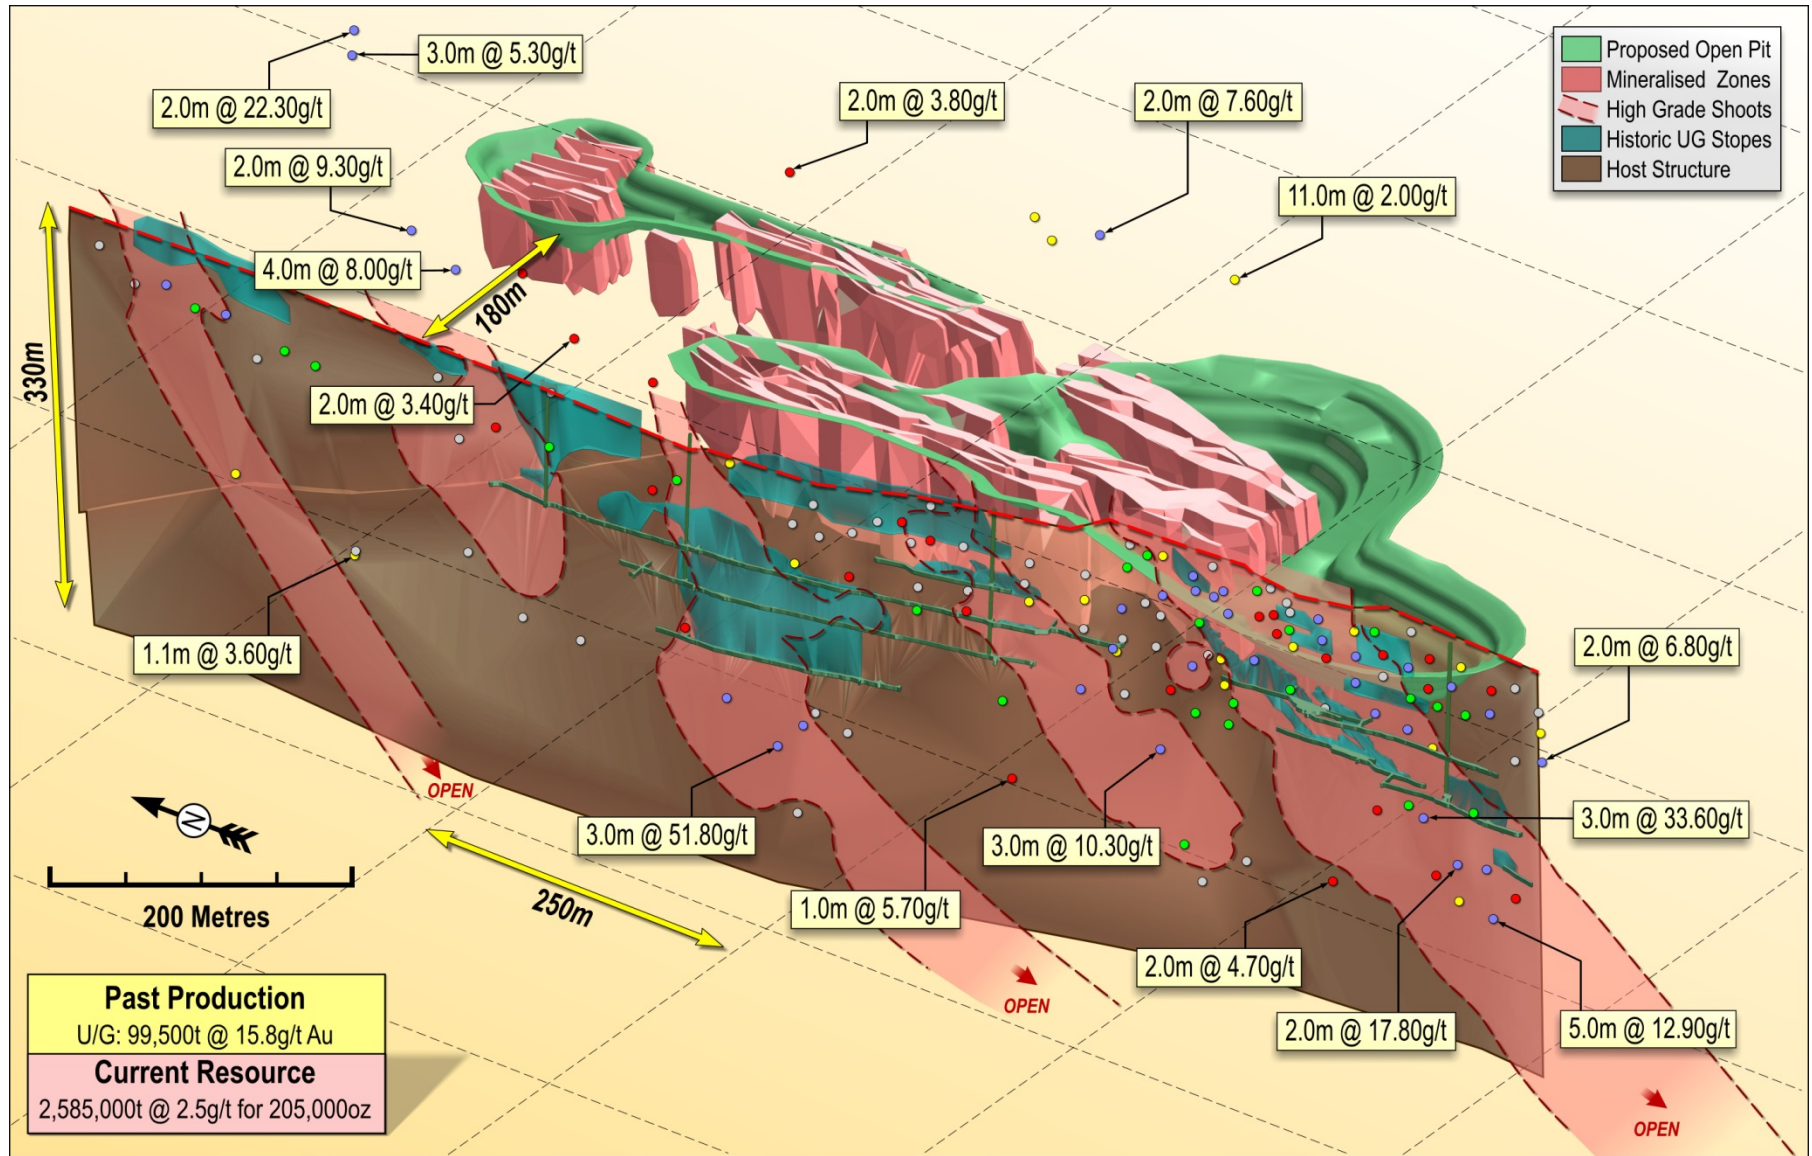 3.0m @ 5.30g/t
2.0m @ 22.30g/t
2.0m @ 3.80g/t
2.0m @ 7.60g/t
Proposed Open Pit
Mineralised Zones
High Grade Shoots
Historic UG Stopes
Host Structure
2.0m @ 9.30g/t
11.0m @ 2.00g/t
4.0m @ 8.00g/t
180m
330m
2.0m @ 3.40g/t
1.1m @ 3.60g/t
2.0m @ 6.80g/t
OPEN
N
3.0m @ 51.80g/t
3.0m @ 10.30g/t
3.0m @ 33.60g/t
200 Metres
250m
1.0m @ 5.70g/t
2.0m @ 4.70g/t
OPEN
2.0m @ 17.80g/t
5.0m @ 12.90g/t
Past Production
U/G: 99,500t @ 15.8g/t Au
Current Resource
2,585,000t @ 2.5g/t for 205,000oz
OPEN